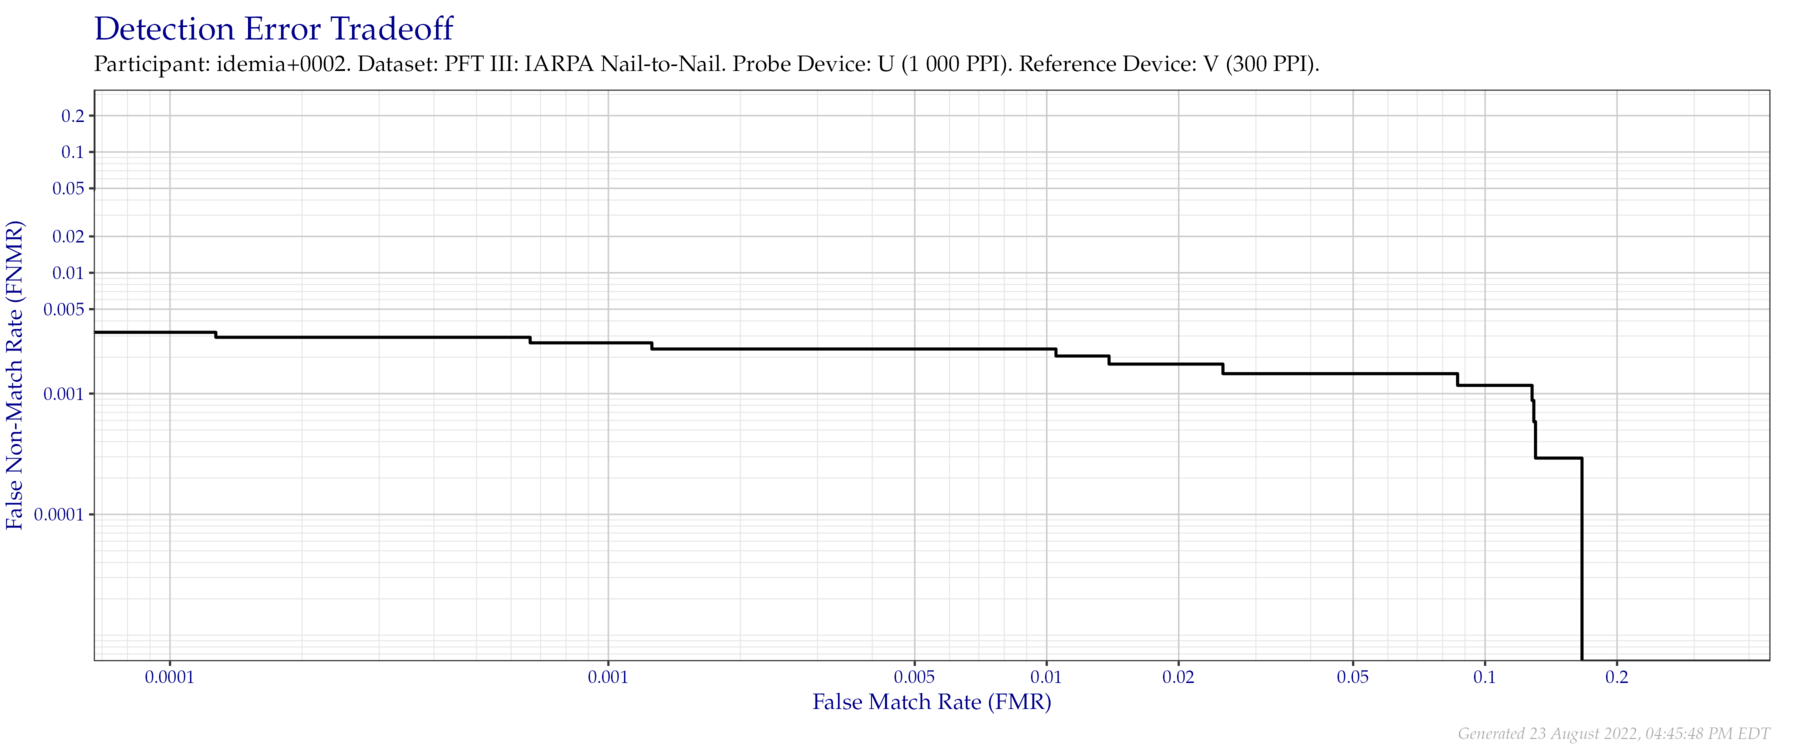 Detection Error Tradeoff
Participant: idemia+0002. Dataset: PFT III: IARPA Nail-to-Nail. Probe Device: U (1 000 PPI). Reference Device: V (300 PPI).
False Non-Match Rate (FNMR)
0.2
0.1
0.05
0.02
0.01
0.005
0.001
0.0001
0.0001 0.001 0.005 0.01 0.02 0.05 0.1 0.2
False Match Rate (FMR)
Generated 23 August 2022, 04:45:48 PM EDT